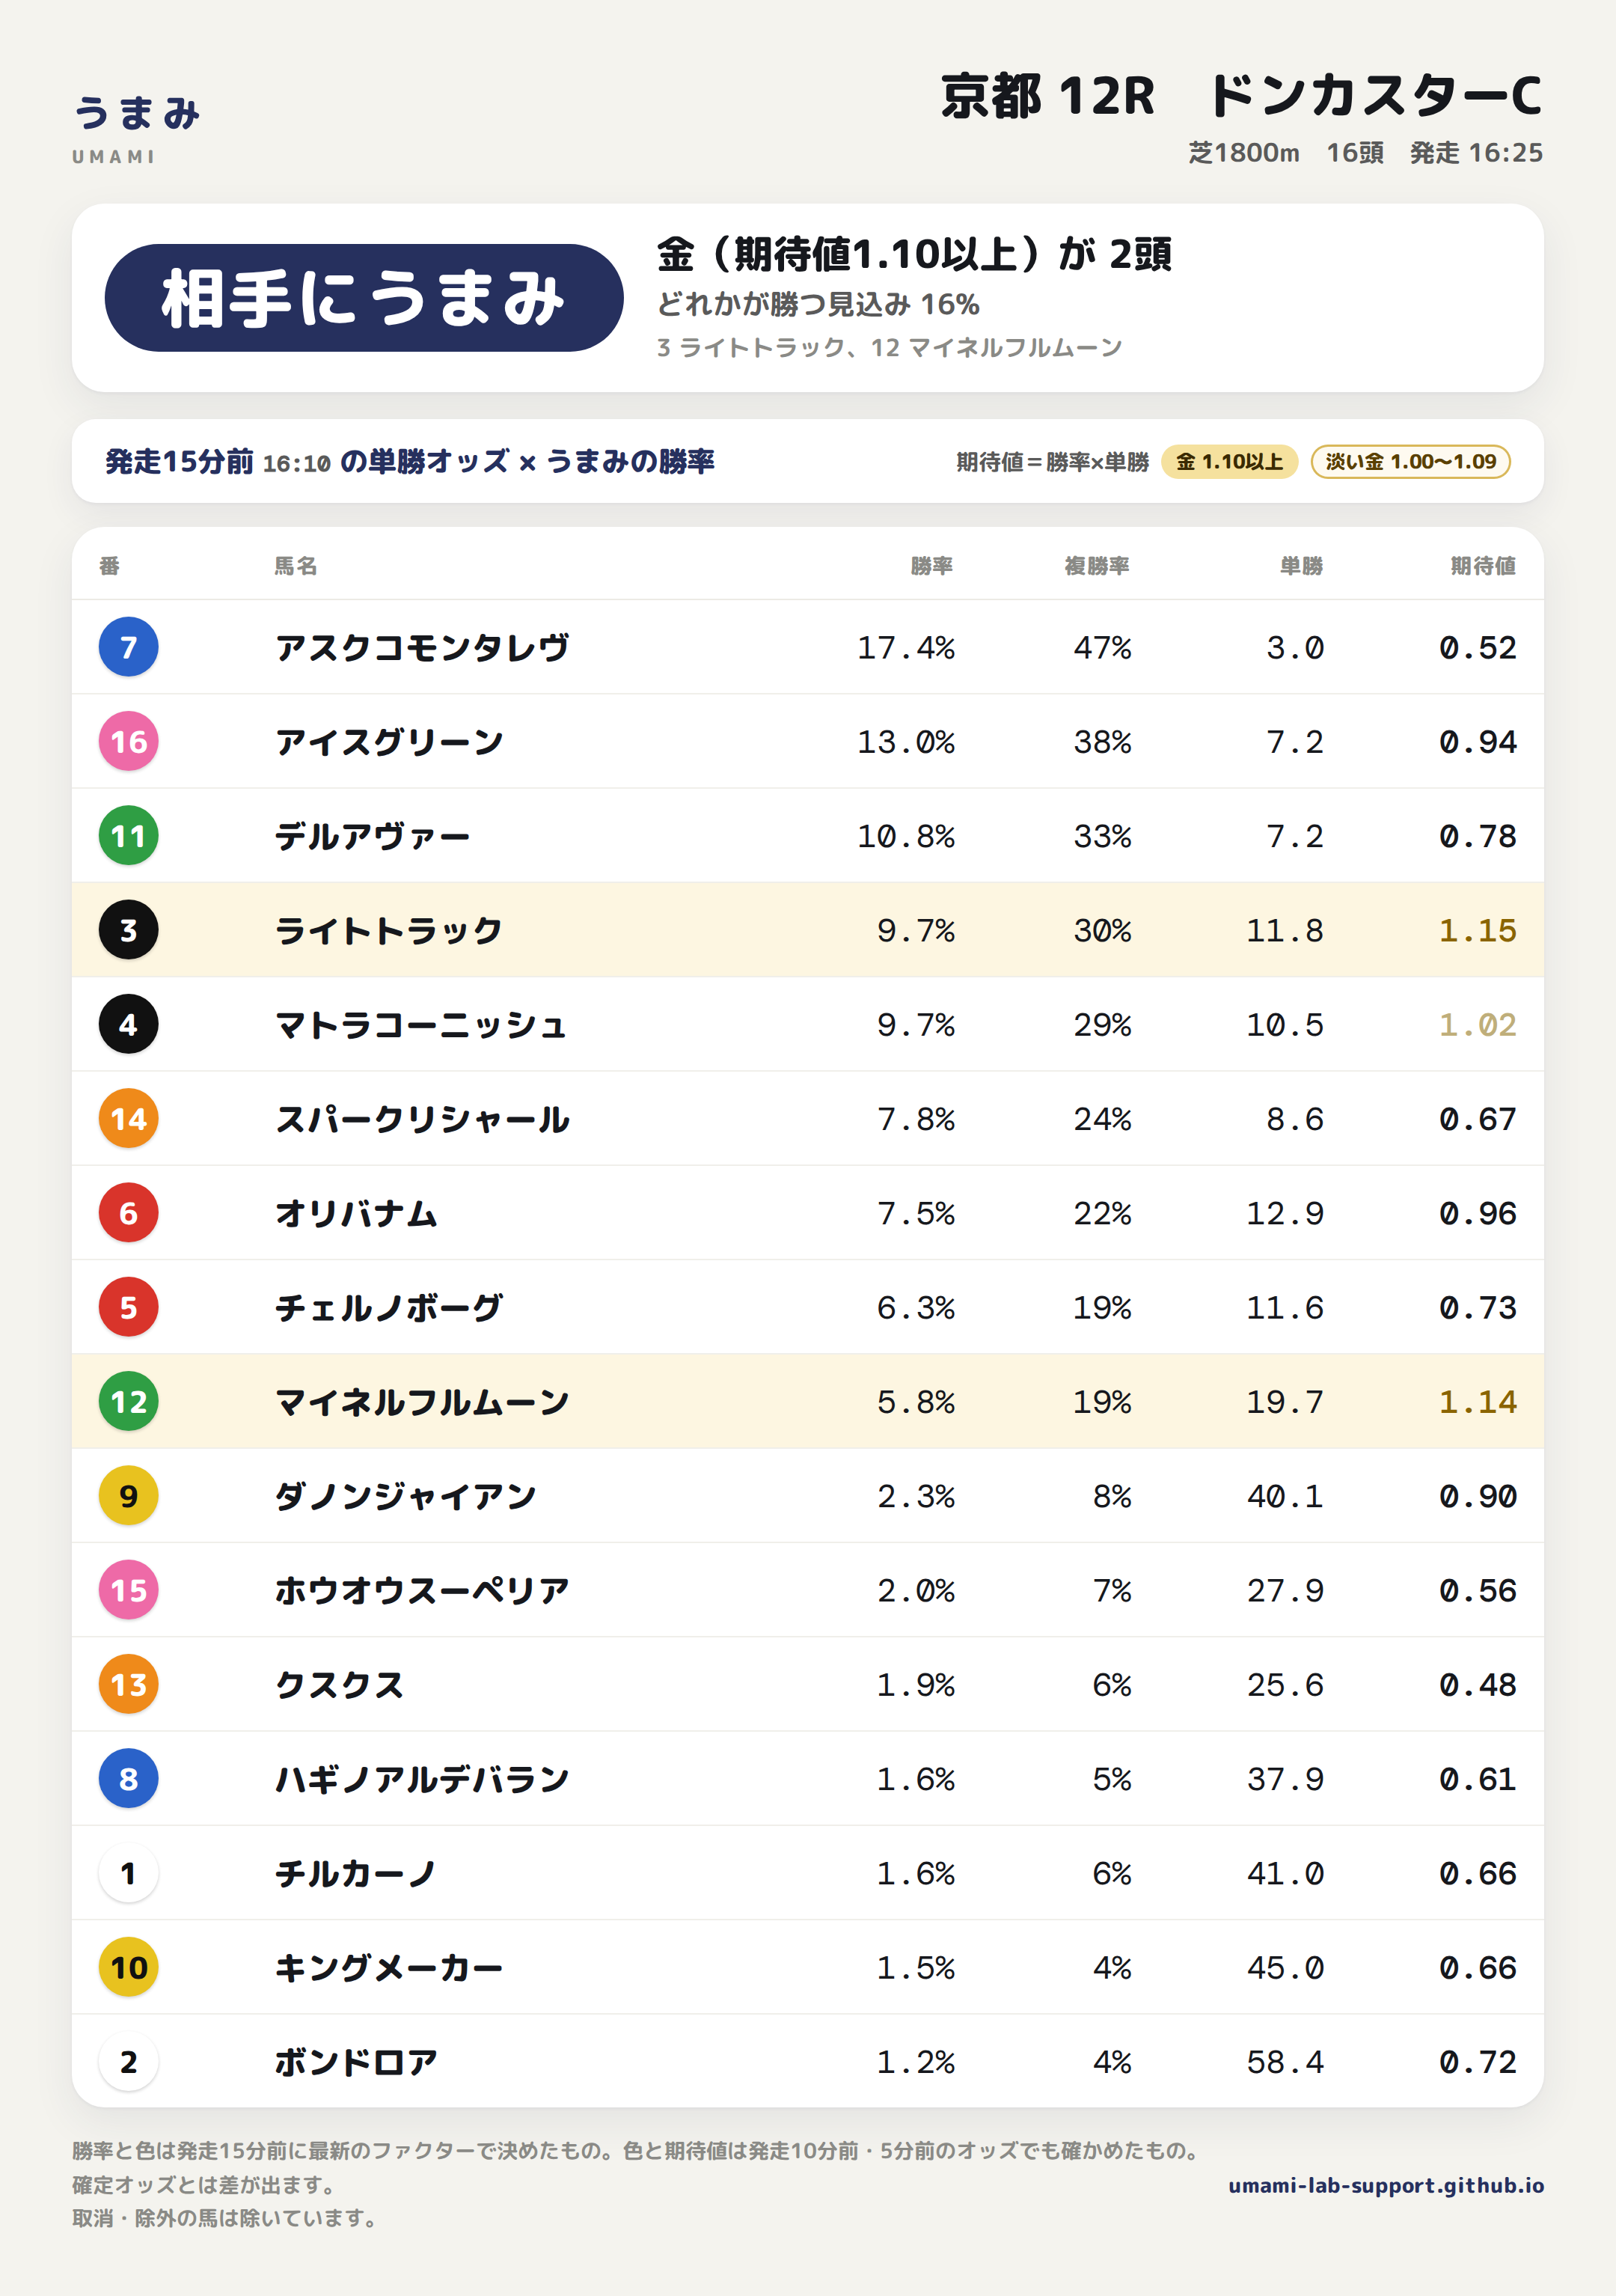 うまみ
UMAMI
京都 12R　ドンカスターC
芝1800m　16頭　発走 16:25
相手にうまみ
金（期待値1.10以上）が 2頭
どれかが勝つ見込み 16%
3 ライトトラック、12 マイネルフルムーン
発走15分前 16:10 の単勝オッズ × うまみの勝率
期待値＝勝率×単勝 金 1.10以上 淡い金 1.00〜1.09
番 馬名 勝率 複勝率 単勝 期待値
7 アスクコモンタレヴ 17.4% 47% 3.0 0.52
16 アイスグリーン 13.0% 38% 7.2 0.94
11 デルアヴァー 10.8% 33% 7.2 0.78
3 ライトトラック 9.7% 30% 11.8 1.15
4 マトラコーニッシュ 9.7% 29% 10.5 1.02
14 スパークリシャール 7.8% 24% 8.6 0.67
6 オリバナム 7.5% 22% 12.9 0.96
5 チェルノボーグ 6.3% 19% 11.6 0.73
12 マイネルフルムーン 5.8% 19% 19.7 1.14
9 ダノンジャイアン 2.3% 8% 40.1 0.90
15 ホウオウスーペリア 2.0% 7% 27.9 0.56
13 クスクス 1.9% 6% 25.6 0.48
8 ハギノアルデバラン 1.6% 5% 37.9 0.61
1 チルカーノ 1.6% 6% 41.0 0.66
10 キングメーカー 1.5% 4% 45.0 0.66
2 ボンドロア 1.2% 4% 58.4 0.72
勝率と色は発走15分前に最新のファクターで決めたもの。色と期待値は発走10分前・5分前のオッズでも確かめたもの。
確定オッズとは差が出ます。
取消・除外の馬は除いています。
umami-lab-support.github.io